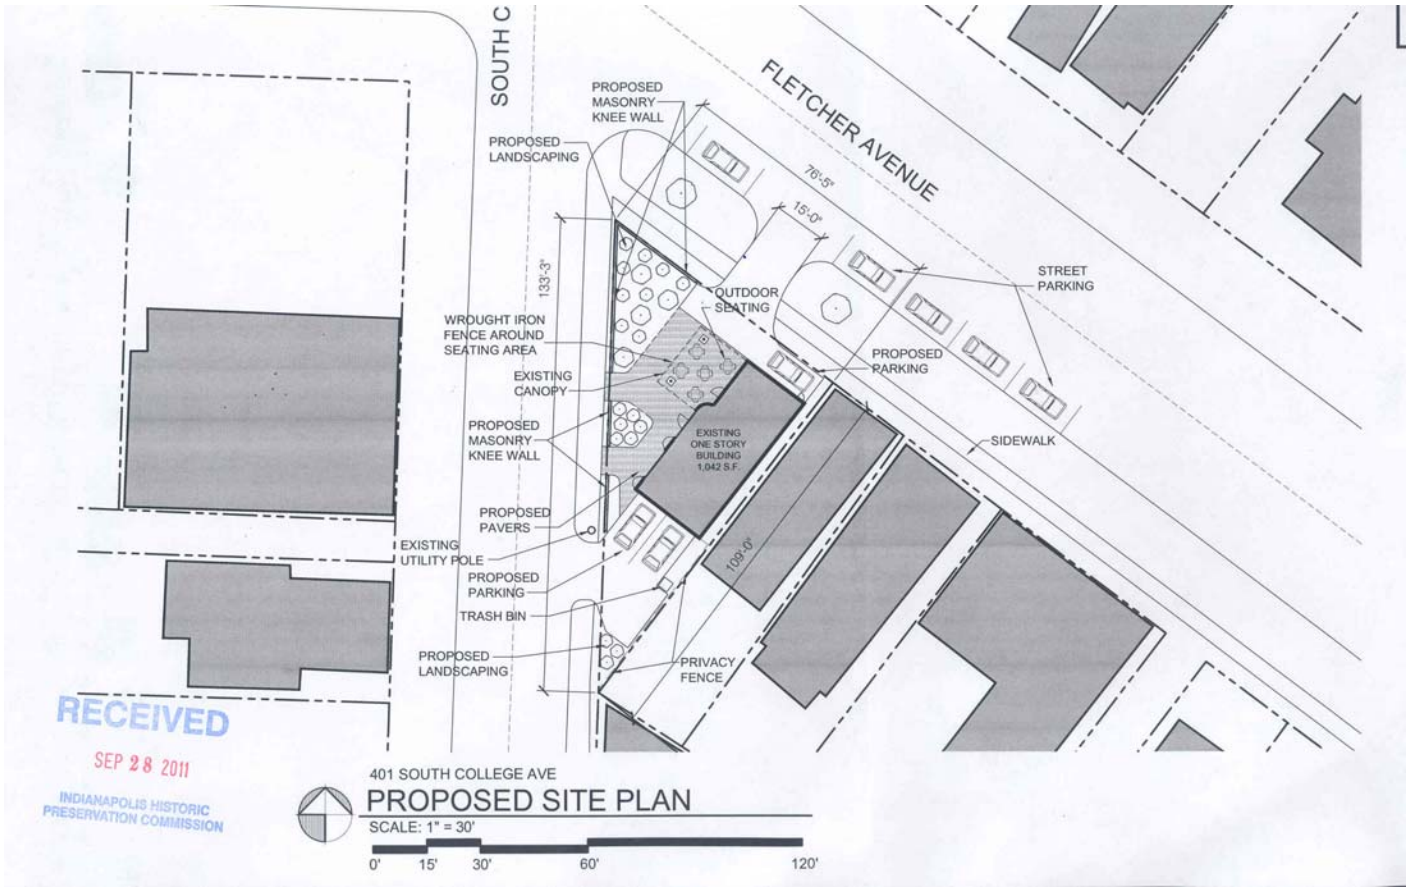 SOUTH C
FLETCHER AVENUE
PROPOSED
MASONRY
KNEE WALL
PROPOSED
LANDSCAPING
76'-5"
15'-0"
133'-3"
STREET
PARKING
OUTDOOR
SEATING
WROUGHT IRON
FENCE AROUND
SEATING AREA
PROPOSED
PARKING
EXISTING
CANOPY
PROPOSED
MASONRY
KNEE WALL
EXISTING
ONE STORY
BUILDING
1,042 S.F.
SIDEWALK
PROPOSED
PAVERS
EXISTING
UTILITY POLE
109'-0"
PROPOSED
PARKING
TRASH BIN
PROPOSED
LANDSCAPING
PRIVACY
FENCE
RECEIVED
SEP 28 2011
INDIANAPOLIS HISTORIC
PRESERVATION COMMISSION
401 SOUTH COLLEGE AVE
PROPOSED SITE PLAN
SCALE: 1" = 30'
0' 15' 30' 60' 120'